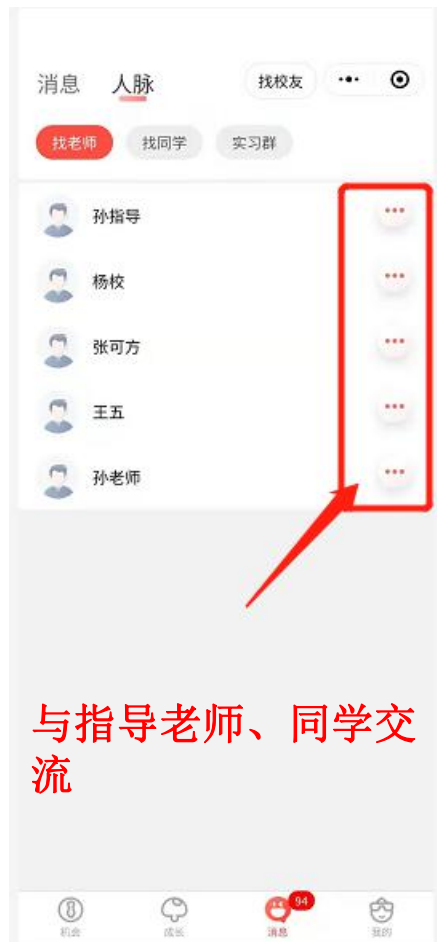 消息 人脉 找校友
找老师 找同学 实习群
孙指导
杨校
张可方
王五
孙老师
与指导老师、同学交
流
94
机会 成长 消息 我的